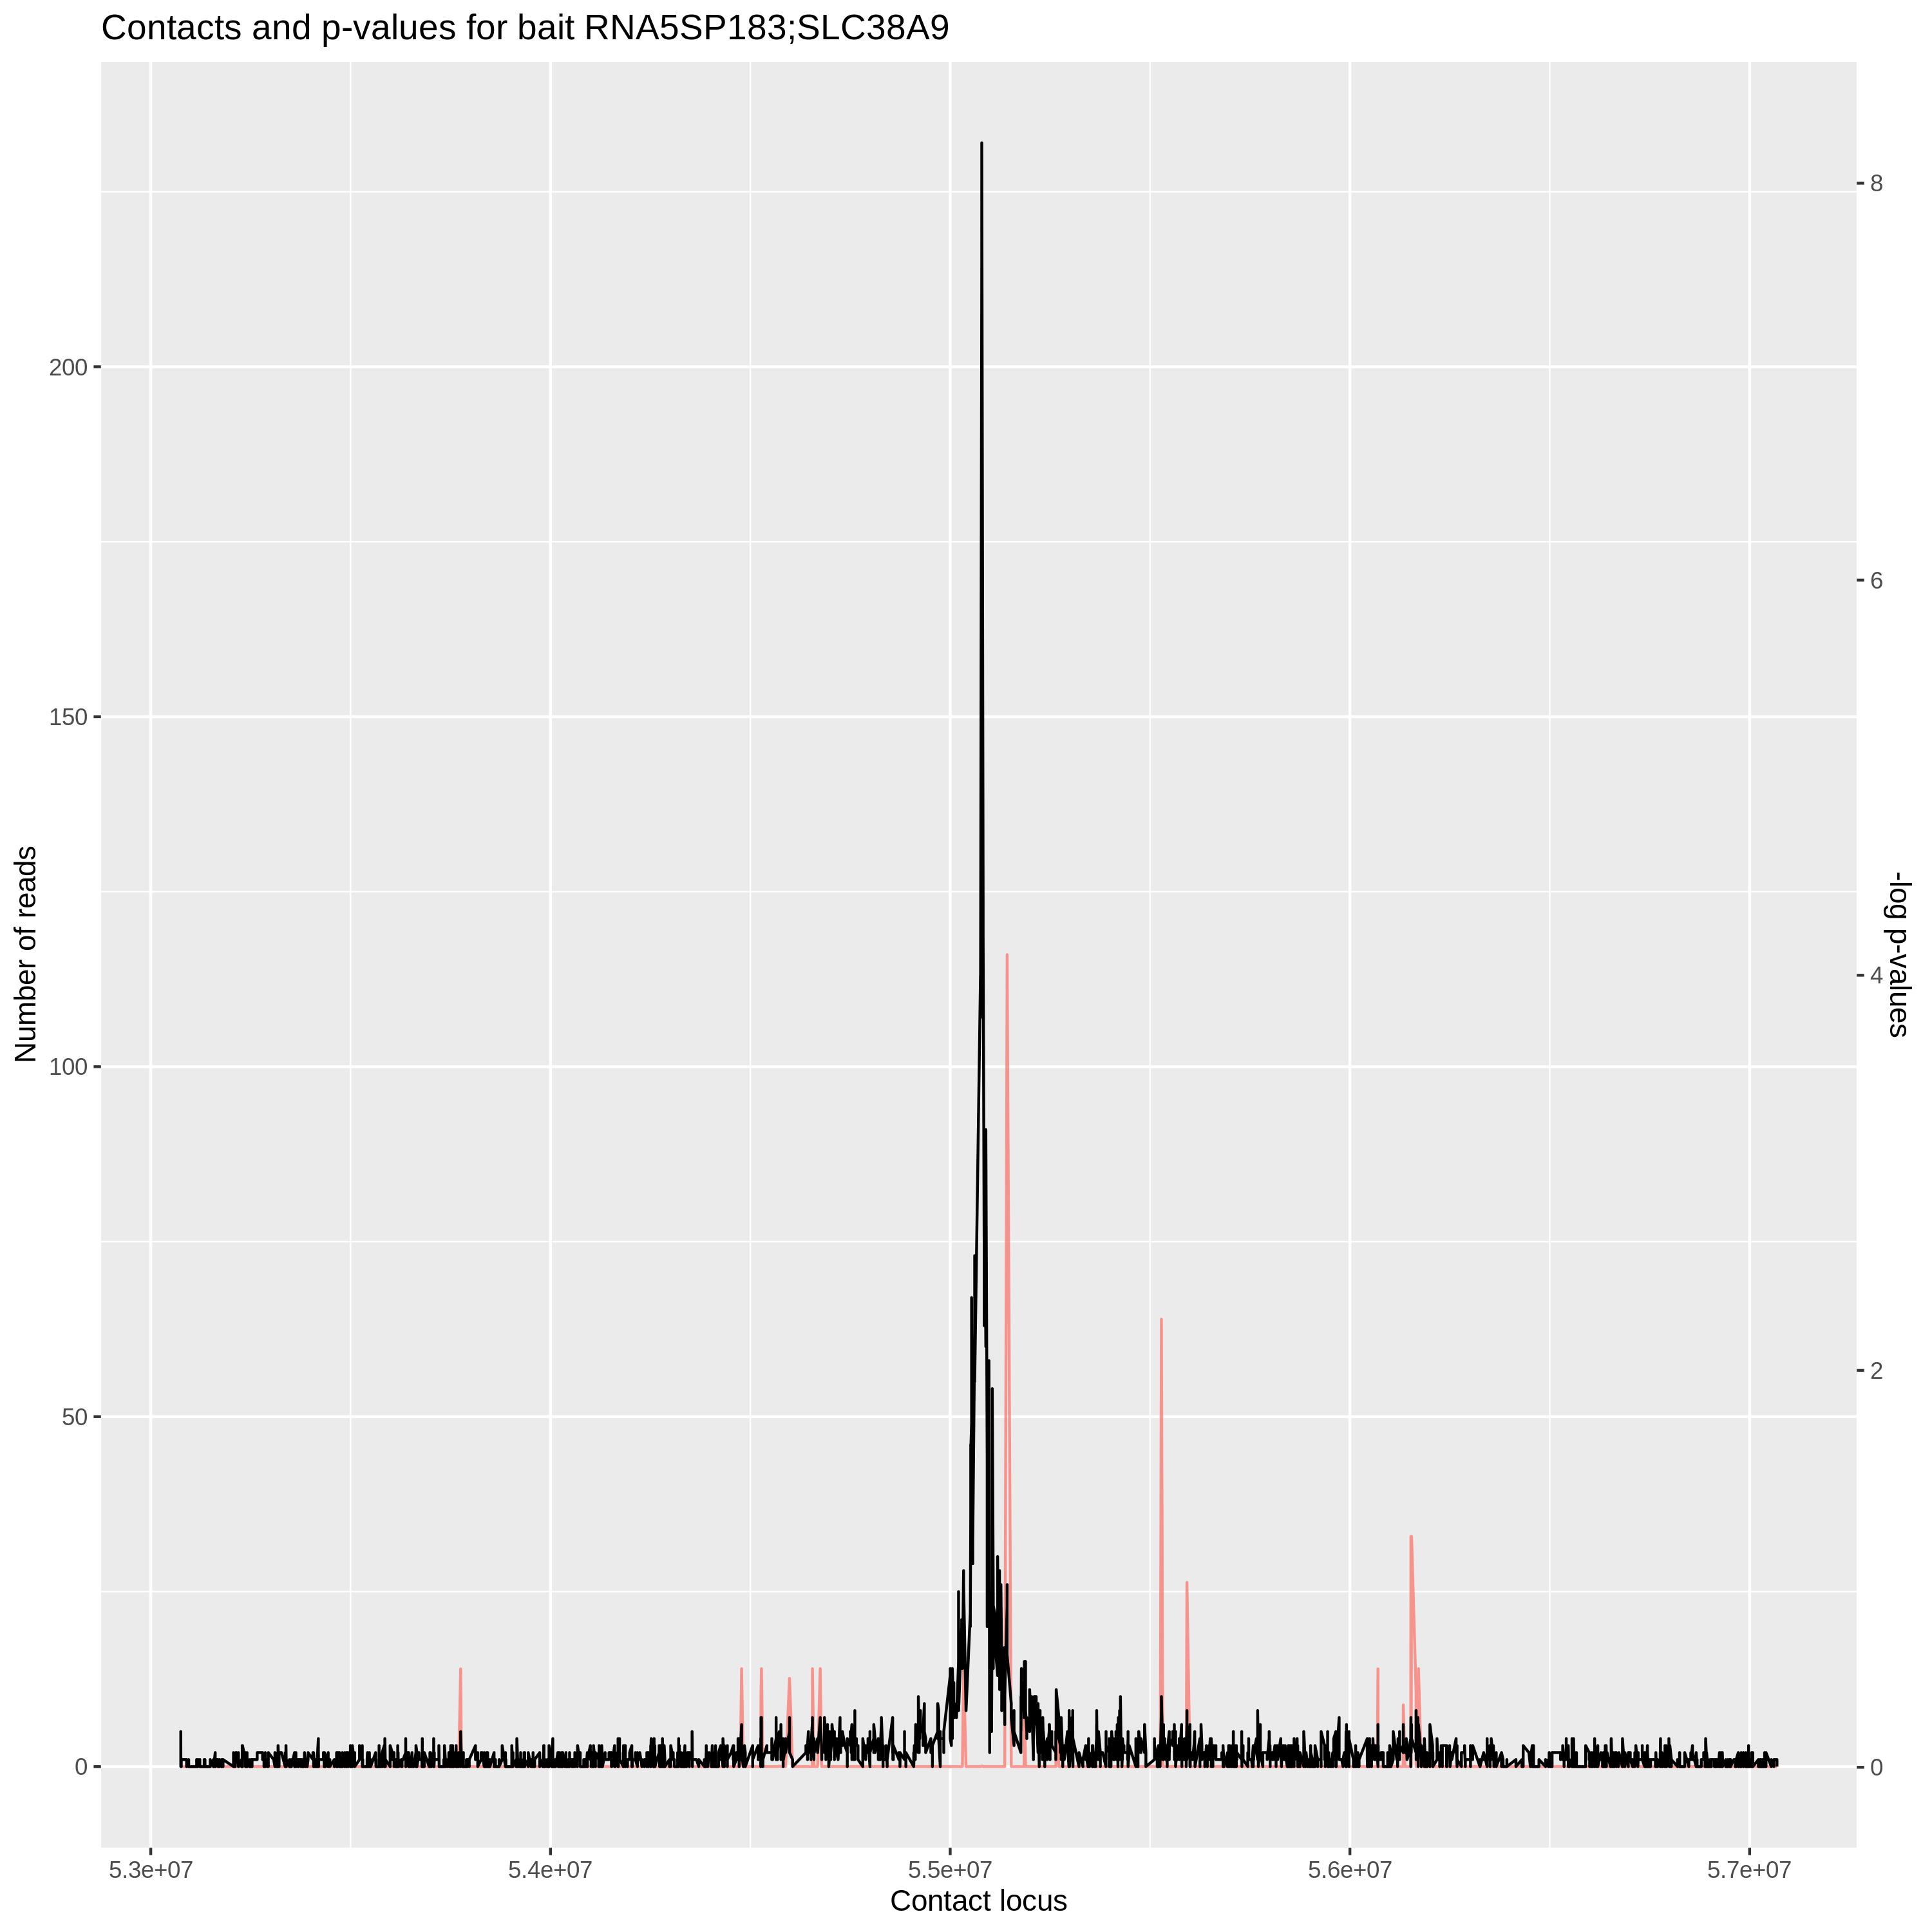 Contacts and p-values for bait RNA5SP183;SLC38A9
Number of reads
200
150
100
50
0
8
6
4
2
0
-log p-values
5.3e+07 5.4e+07 5.5e+07 5.6e+07 5.7e+07
Contact locus